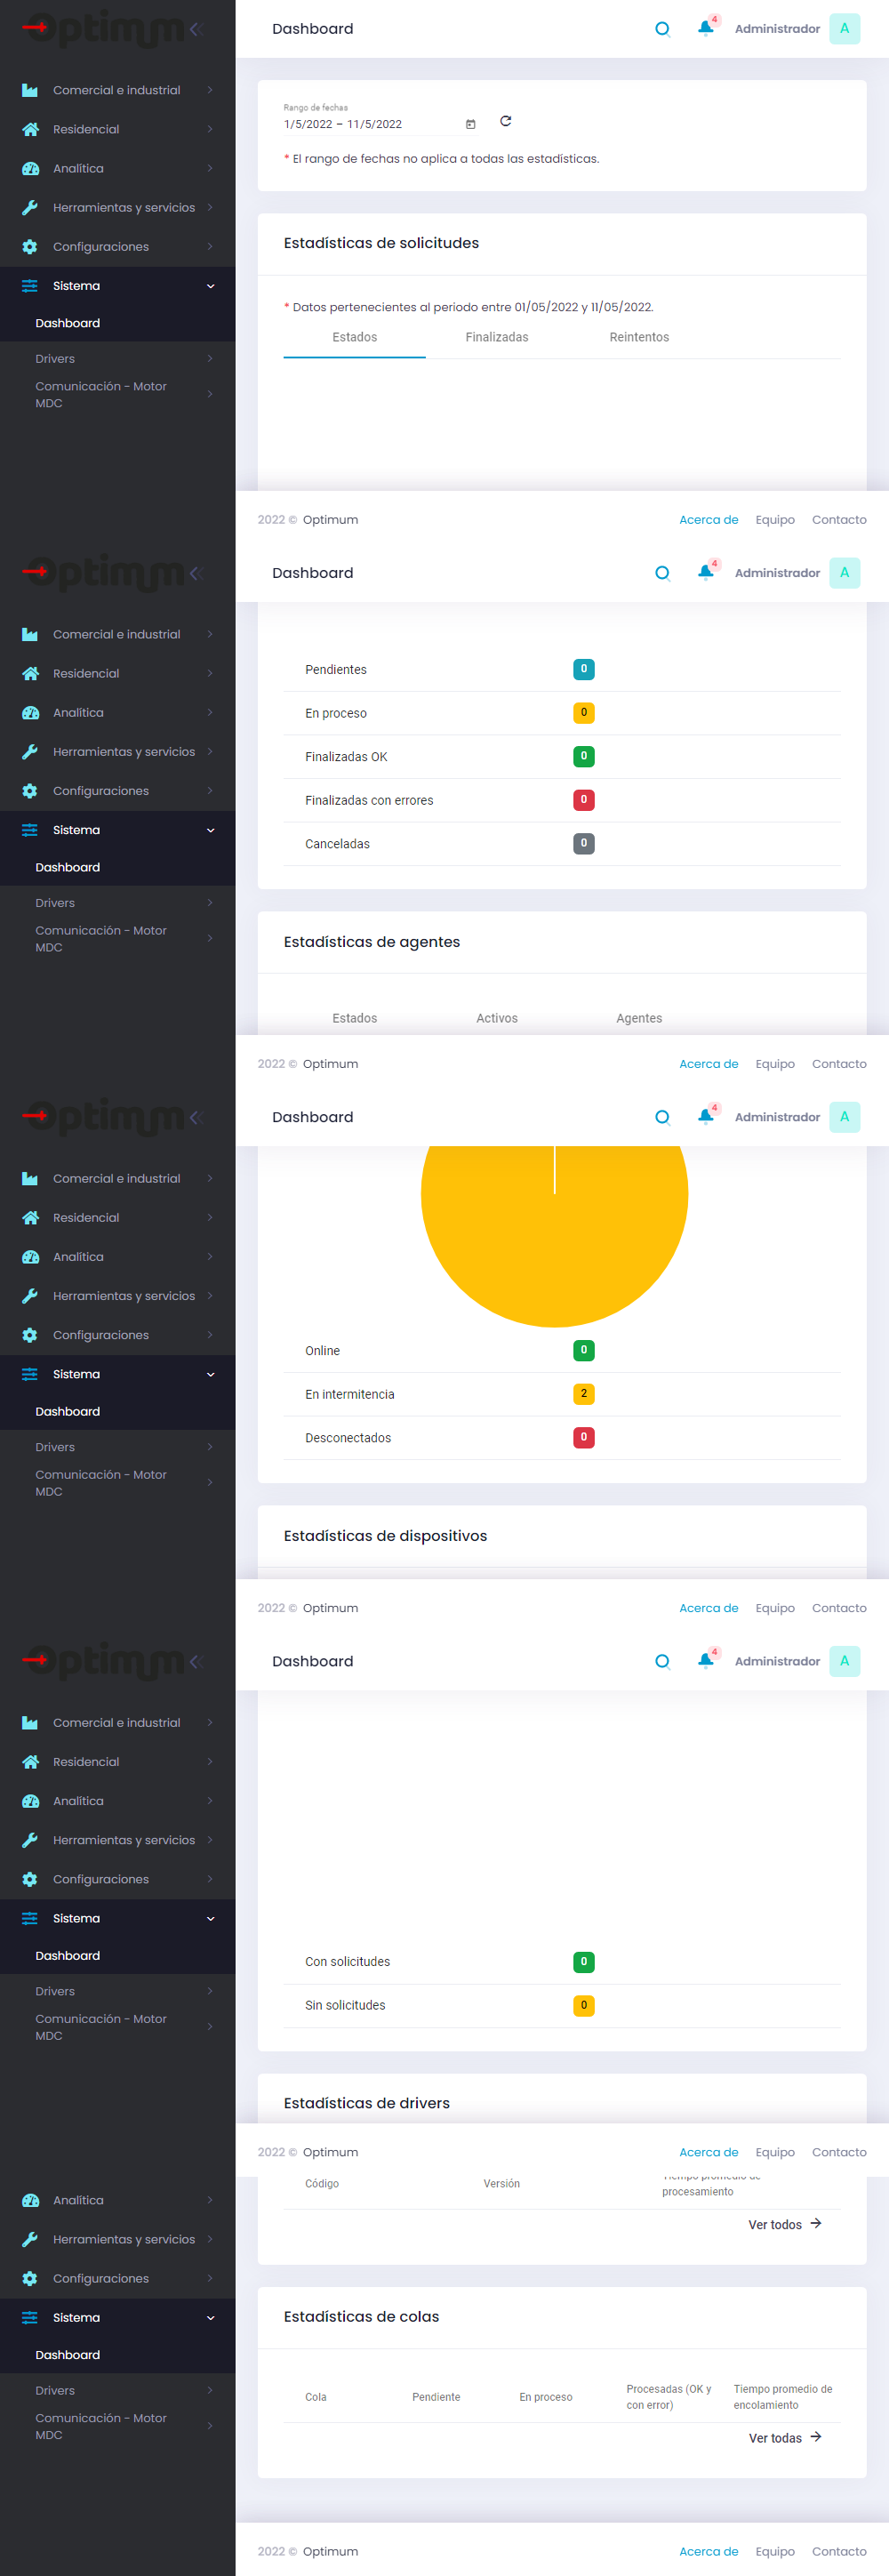 Optimum
Dashboard
4
Administrador
A
Comercial e industrial
Residencial
Analítica
Herramientas y servicios
Configuraciones
Sistema
Dashboard
Drivers
Comunicación - Motor
MDC
Rango de fechas
1/5/2022 – 11/5/2022
* El rango de fechas no aplica a todas las estadísticas.
Estadísticas de solicitudes
* Datos pertenecientes al periodo entre 01/05/2022 y 11/05/2022.
Estados Finalizadas Reintentos
2022 © Optimum
Acerca de Equipo Contacto
Optimum
Dashboard
4
Administrador
A
Comercial e industrial
Residencial
Analítica
Herramientas y servicios
Configuraciones
Sistema
Dashboard
Drivers
Comunicación - Motor
MDC
Pendientes 0
En proceso 0
Finalizadas OK 0
Finalizadas con errores 0
Canceladas 0
Estadísticas de agentes
Estados Activos Agentes
2022 © Optimum
Acerca de Equipo Contacto
Optimum
Dashboard
4
Administrador
A
Comercial e industrial
Residencial
Analítica
Herramientas y servicios
Configuraciones
Sistema
Dashboard
Drivers
Comunicación - Motor
MDC
Online 0
En intermitencia 2
Desconectados 0
Estadísticas de dispositivos
2022 © Optimum
Acerca de Equipo Contacto
Optimum
Dashboard
4
Administrador
A
Comercial e industrial
Residencial
Analítica
Herramientas y servicios
Configuraciones
Sistema
Dashboard
Drivers
Comunicación - Motor
MDC
Con solicitudes 0
Sin solicitudes 0
Estadísticas de drivers
2022 © Optimum
Acerca de Equipo Contacto
Analítica
Herramientas y servicios
Configuraciones
Sistema
Dashboard
Drivers
Comunicación - Motor
MDC
Código Versión Tiempo promedio de
procesamiento
Ver todos
Estadísticas de colas
Cola Pendiente En proceso Procesadas (OK y
con error) Tiempo promedio de
encolamiento
Ver todas
2022 © Optimum
Acerca de Equipo Contacto